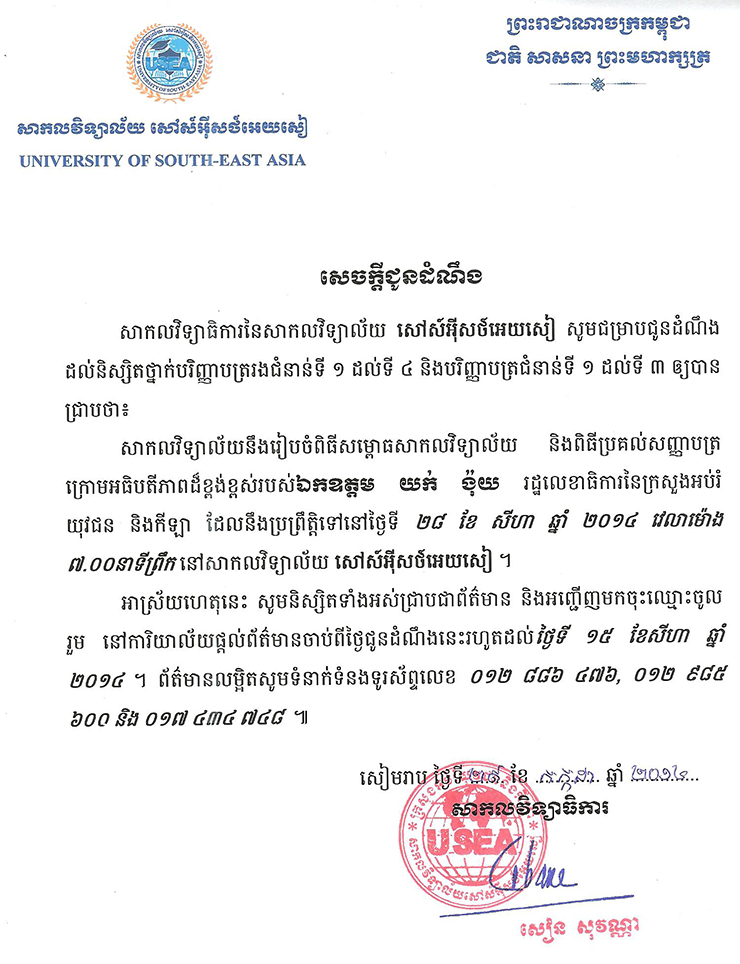 ព្រះរាជាណាចក្រកម្ពុជា
ជាតិ សាសនា ព្រះមហាក្សត្រ
USEA
សាកលវិទ្យាល័យ សៅស៍អ៊ីសថ៍អេយសៀ
UNIVERSITY OF SOUTH-EAST ASIA
សេចក្តីជូនដំណឹង
សាកលវិទ្យាធិការនៃសាកលវិទ្យាល័យ សៅស៍អ៊ីសថ៍អេយសៀ សូមជម្រាបជូនដំណឹង
ដល់និស្សិតថ្នាក់បរិញ្ញាបត្ររងជំនាន់ទី ១ ដល់ទី ៤ និងបរិញ្ញាបត្រជំនាន់ទី ១ ដល់ទី ៣ ឲ្យបាន
ជ្រាបថា៖
សាកលវិទ្យាល័យនឹងរៀបចំពិធីសម្ពោធសាកលវិទ្យាល័យ និងពិធីប្រគល់សញ្ញាបត្រ
ក្រោមអធិបតីភាពដ៏ខ្ពង់ខ្ពស់របស់ឯកឧត្តម យក់ ង៉ុយ រដ្ឋលេខាធិការនៃក្រសួងអប់រំ
យុវជន និងកីឡា ដែលនឹងប្រព្រឹត្តិទៅនៅថ្ងៃទី ២៨ ខែ សីហា ឆ្នាំ ២០១៤ វេលាម៉ោង
៧.០០នាទីព្រឹក នៅសាកលវិទ្យាល័យ សៅស៍អ៊ីសថ៍អេយសៀ ។
អាស្រ័យហេតុនេះ សូមនិស្សិតទាំងអស់ជ្រាបជាព័ត៌មាន និងអញ្ជើញមកចុះឈ្មោះចូល
រួម នៅការិយាល័យផ្តល់ព័ត៌មានចាប់ពីថ្ងៃជូនដំណឹងនេះរហូតដល់ថ្ងៃទី ១៥ ខែសីហា ឆ្នាំ
២០១៤ ។ ព័ត៌មានលម្អិតសូមទំនាក់ទំនងទូរស័ព្ទលេខ ០១២ ៨៨៦ ៤៧៦, ០១២ ៩៨៥
៦០០ និង ០១៧ ៤៣៤ ៧៤៨ ៕
សៀមរាប ថ្ងៃទី ២៩ ខែ កក្កដា ឆ្នាំ ២០១៤
សាកលវិទ្យាធិការ
USEA
សៀន សុវណ្ណា